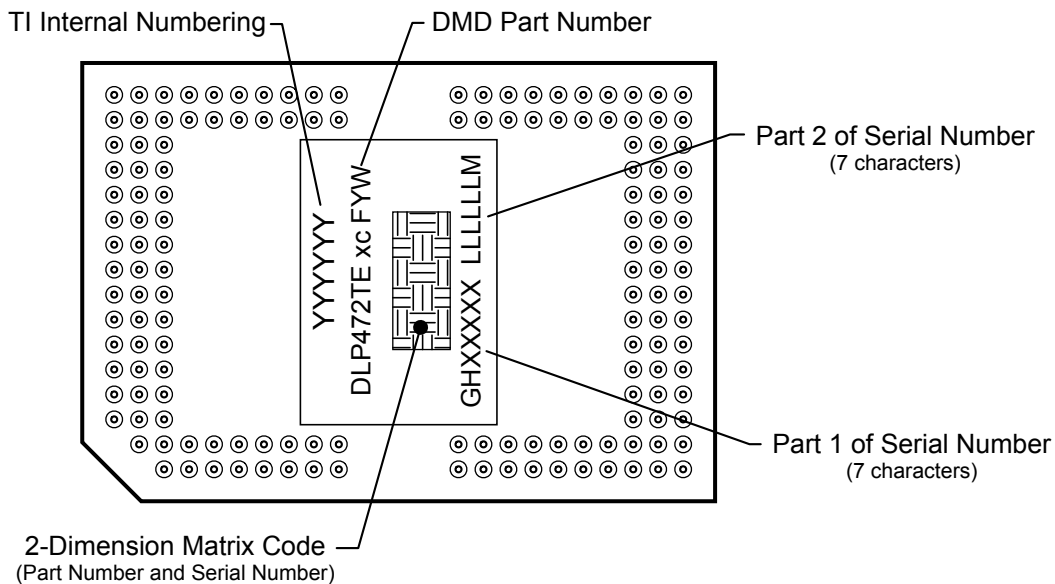 TI Internal Numbering
DMD Part Number
Part 2 of Serial Number
(7 characters)
YYYYYYY
DLP472TE xc FYW
GHXXXXX LLLLLLM
Part 1 of Serial Number
(7 characters)
2-Dimension Matrix Code
(Part Number and Serial Number)